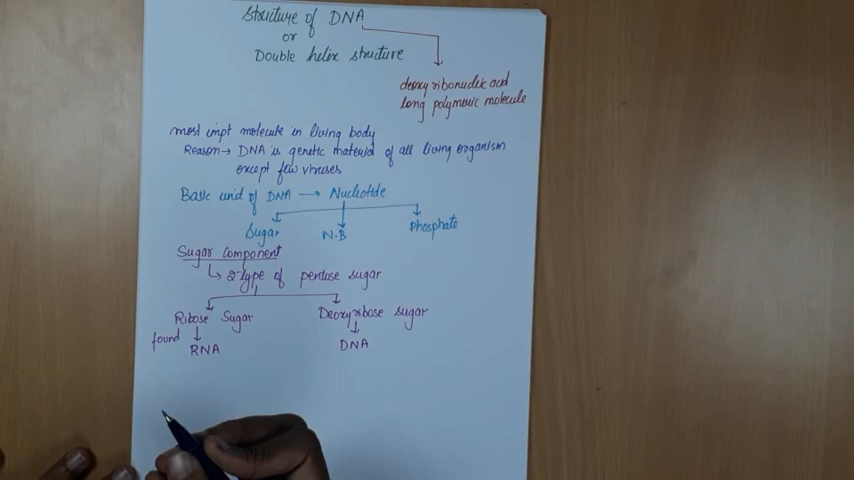 Structure of DNA
or
Double helix structure
deoxyribonucleic acid
long polymeric molecule
most impt molecule in living body
Reason → DNA is genetic material of all living organism
except few viruses
Basic unit of DNA → Nucleotide
Sugar N.B Phosphate
Sugar component
2 type of pentose sugar
Ribose Sugar Deoxyribose sugar
found
RNA DNA